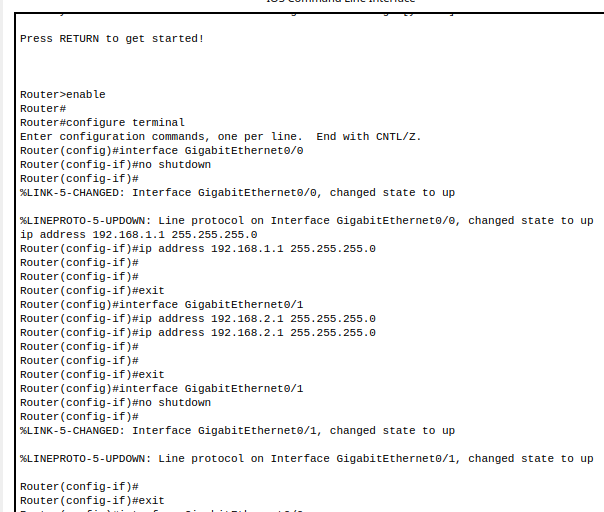 IOS Command Line Interface
Press RETURN to get started!
Router>enable
Router#
Router#configure terminal
Enter configuration commands, one per line.  End with CNTL/Z.
Router(config)#interface GigabitEthernet0/0
Router(config-if)#no shutdown
Router(config-if)#
%LINK-5-CHANGED: Interface GigabitEthernet0/0, changed state to up
%LINEPROTO-5-UPDOWN: Line protocol on Interface GigabitEthernet0/0, changed state to up
ip address 192.168.1.1 255.255.255.0
Router(config-if)#ip address 192.168.1.1 255.255.255.0
Router(config-if)#
Router(config-if)#
Router(config-if)#exit
Router(config)#interface GigabitEthernet0/1
Router(config-if)#ip address 192.168.2.1 255.255.255.0
Router(config-if)#ip address 192.168.2.1 255.255.255.0
Router(config-if)#
Router(config-if)#
Router(config-if)#exit
Router(config)#interface GigabitEthernet0/1
Router(config-if)#no shutdown
Router(config-if)#
%LINK-5-CHANGED: Interface GigabitEthernet0/1, changed state to up
%LINEPROTO-5-UPDOWN: Line protocol on Interface GigabitEthernet0/1, changed state to up
Router(config-if)#
Router(config-if)#exit